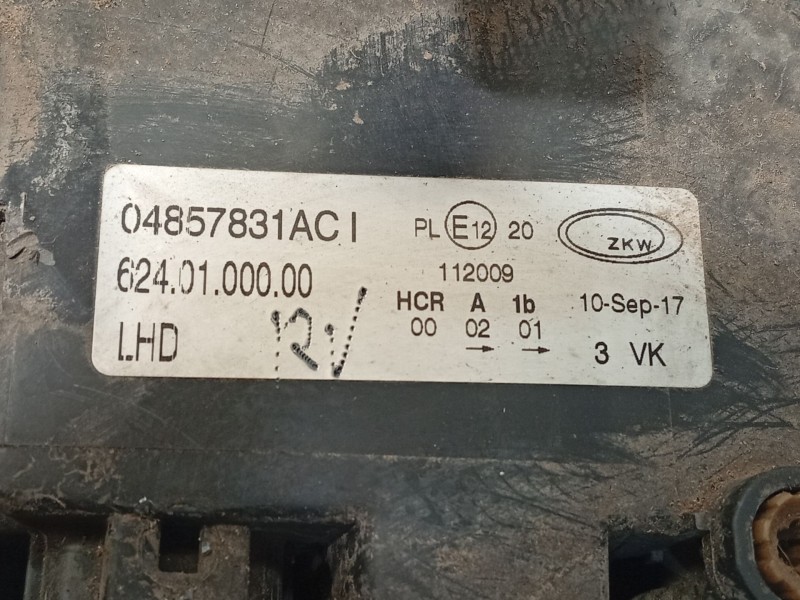 04857831AC I
624.01.000.00
LHD
12V
PL E12 20
112009
HCR A 1b
00 02 01
→ →
ZKW
10-Sep-17
3 VK